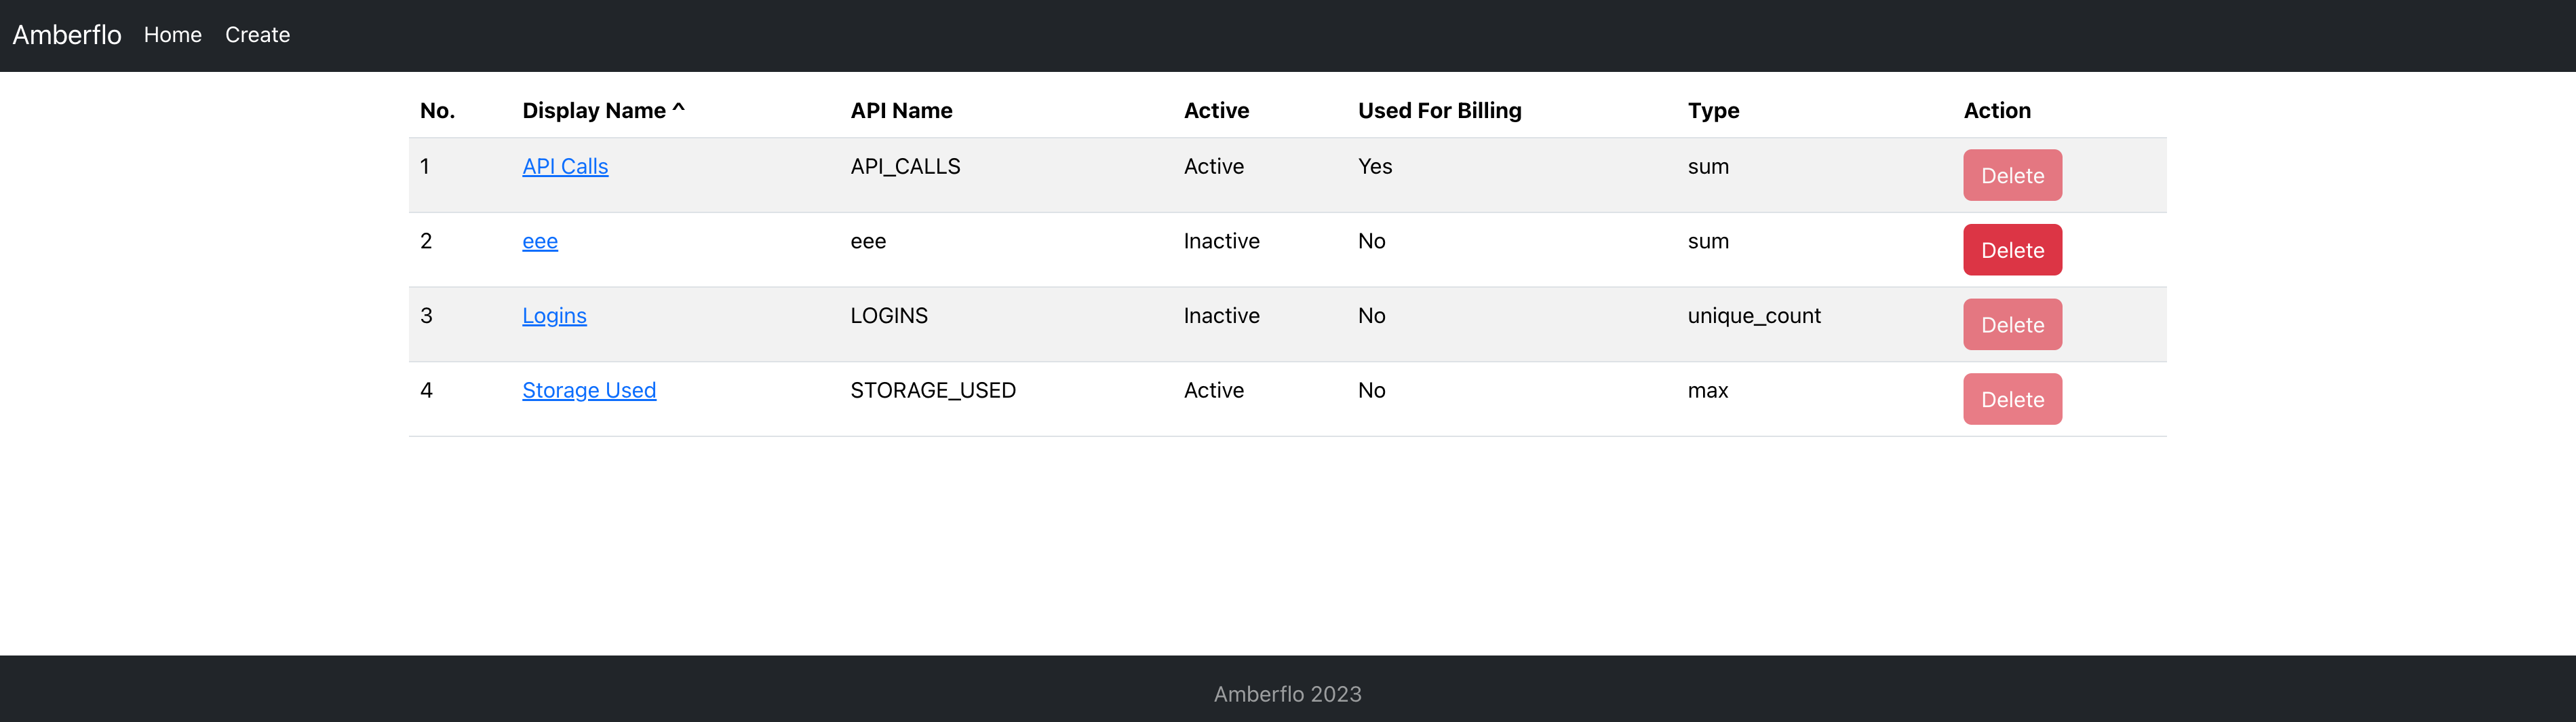 Amberflo Home Create
No. Display Name ^ API Name Active Used For Billing Type Action
1 API Calls API_CALLS Active Yes sum Delete
2 eee eee Inactive No sum Delete
3 Logins LOGINS Inactive No unique_count Delete
4 Storage Used STORAGE_USED Active No max Delete
Amberflo 2023